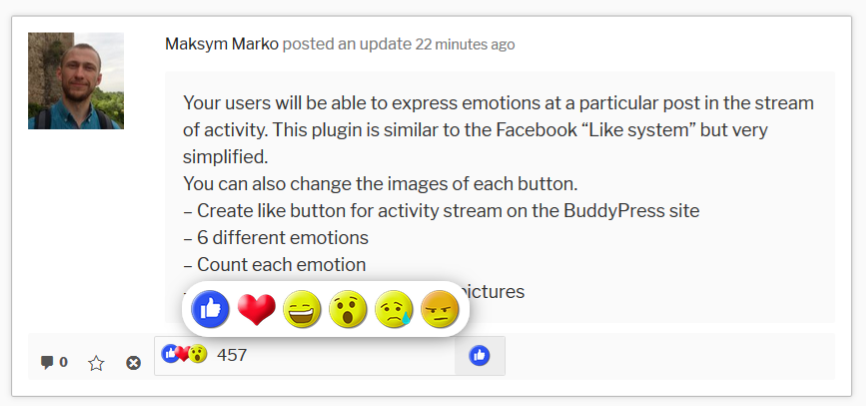 Maksym Marko posted an update 22 minutes ago
Your users will be able to express emotions at a particular post in the stream
of activity. This plugin is similar to the Facebook “Like system” but very
simplified.
You can also change the images of each button.
– Create like button for activity stream on the BuddyPress site
– 6 different emotions
– Count each emotion
pictures
0
457